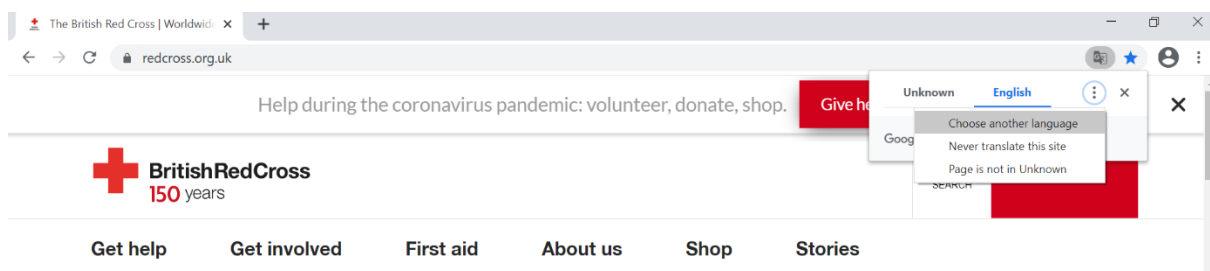 The British Red Cross | Worldwide
redcross.org.uk
Help during the coronavirus pandemic: volunteer, donate, shop.
Give he
Unknown English
Choose another language
Goog
Never translate this site
Page is not in Unknown
SEARCH
BritishRedCross
150 years
Get help Get involved First aid About us Shop Stories